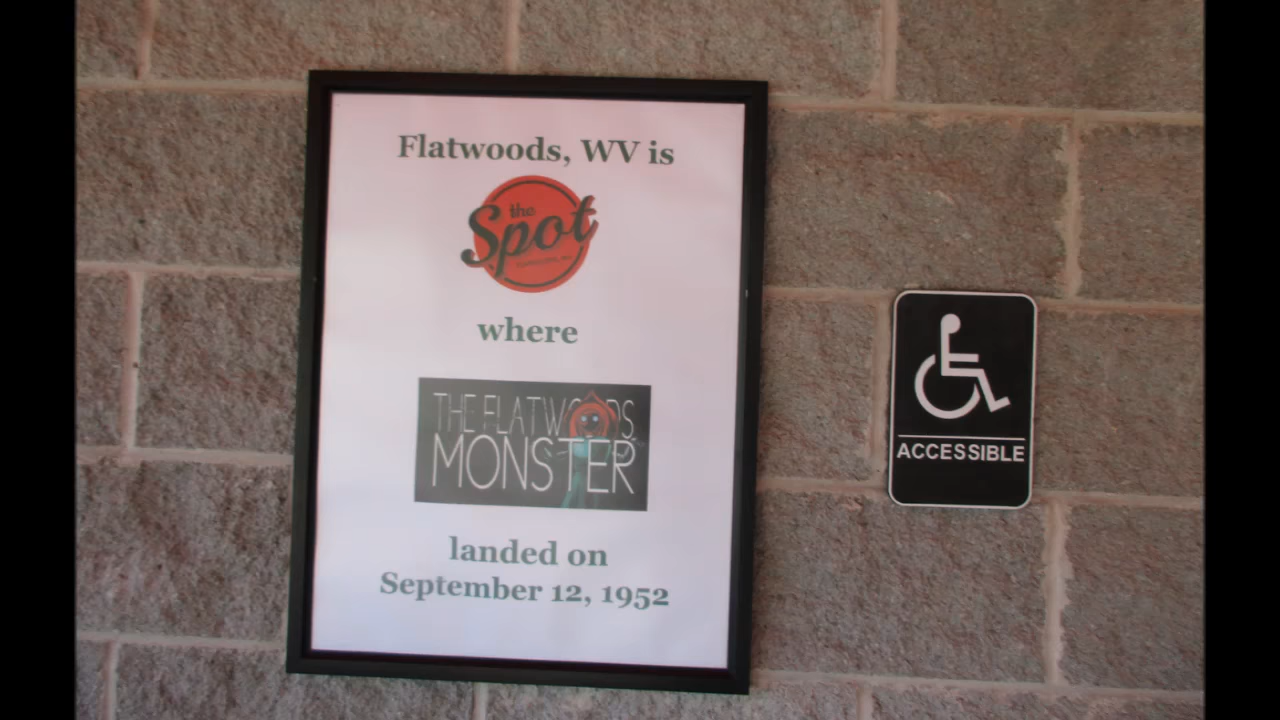 Flatwoods, WV is
the
Spot
where
THE FLATWOODS
MONSTER
landed on
September 12, 1952
ACCESSIBLE